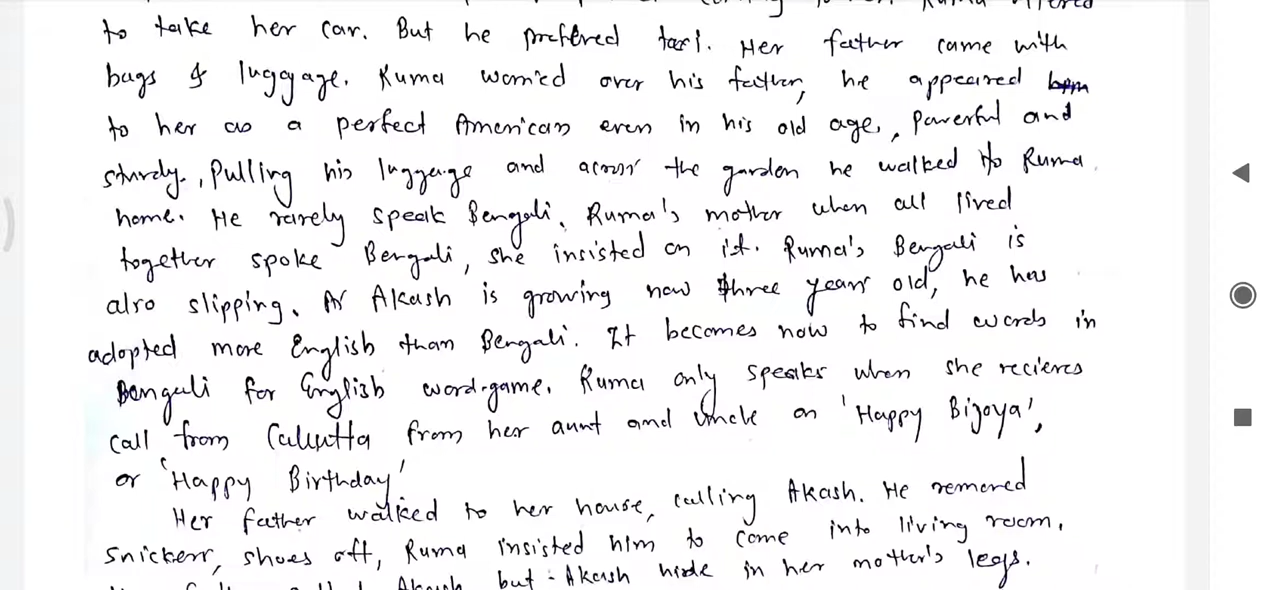 to take her car. But he prefered taxi. Her father came with
bags & luggage. Ruma worried over his father, he appeared
to her as a perfect American even in his old age, powerful and
sturdy, Pulling his luggage and across the garden he walked to Ruma
home. He rarely speak Bengali. Ruma's mother when all lived
together spoke Bengali, she insisted on it. Ruma's Bengali is
also slipping. Akash is growing now three years old, he has
adopted more English than Bengali. It becomes now to find words in
Bengali for English word-game. Ruma only speaks when she recieves
call from Calcutta from her aunt and uncle on 'Happy Bijoya',
or 'Happy Birthday'
Her father walked to her house, calling Akash. He removed
snickerr, shoes off, Ruma insisted him to come into living room.
but - Akash hide in her mother's legs.